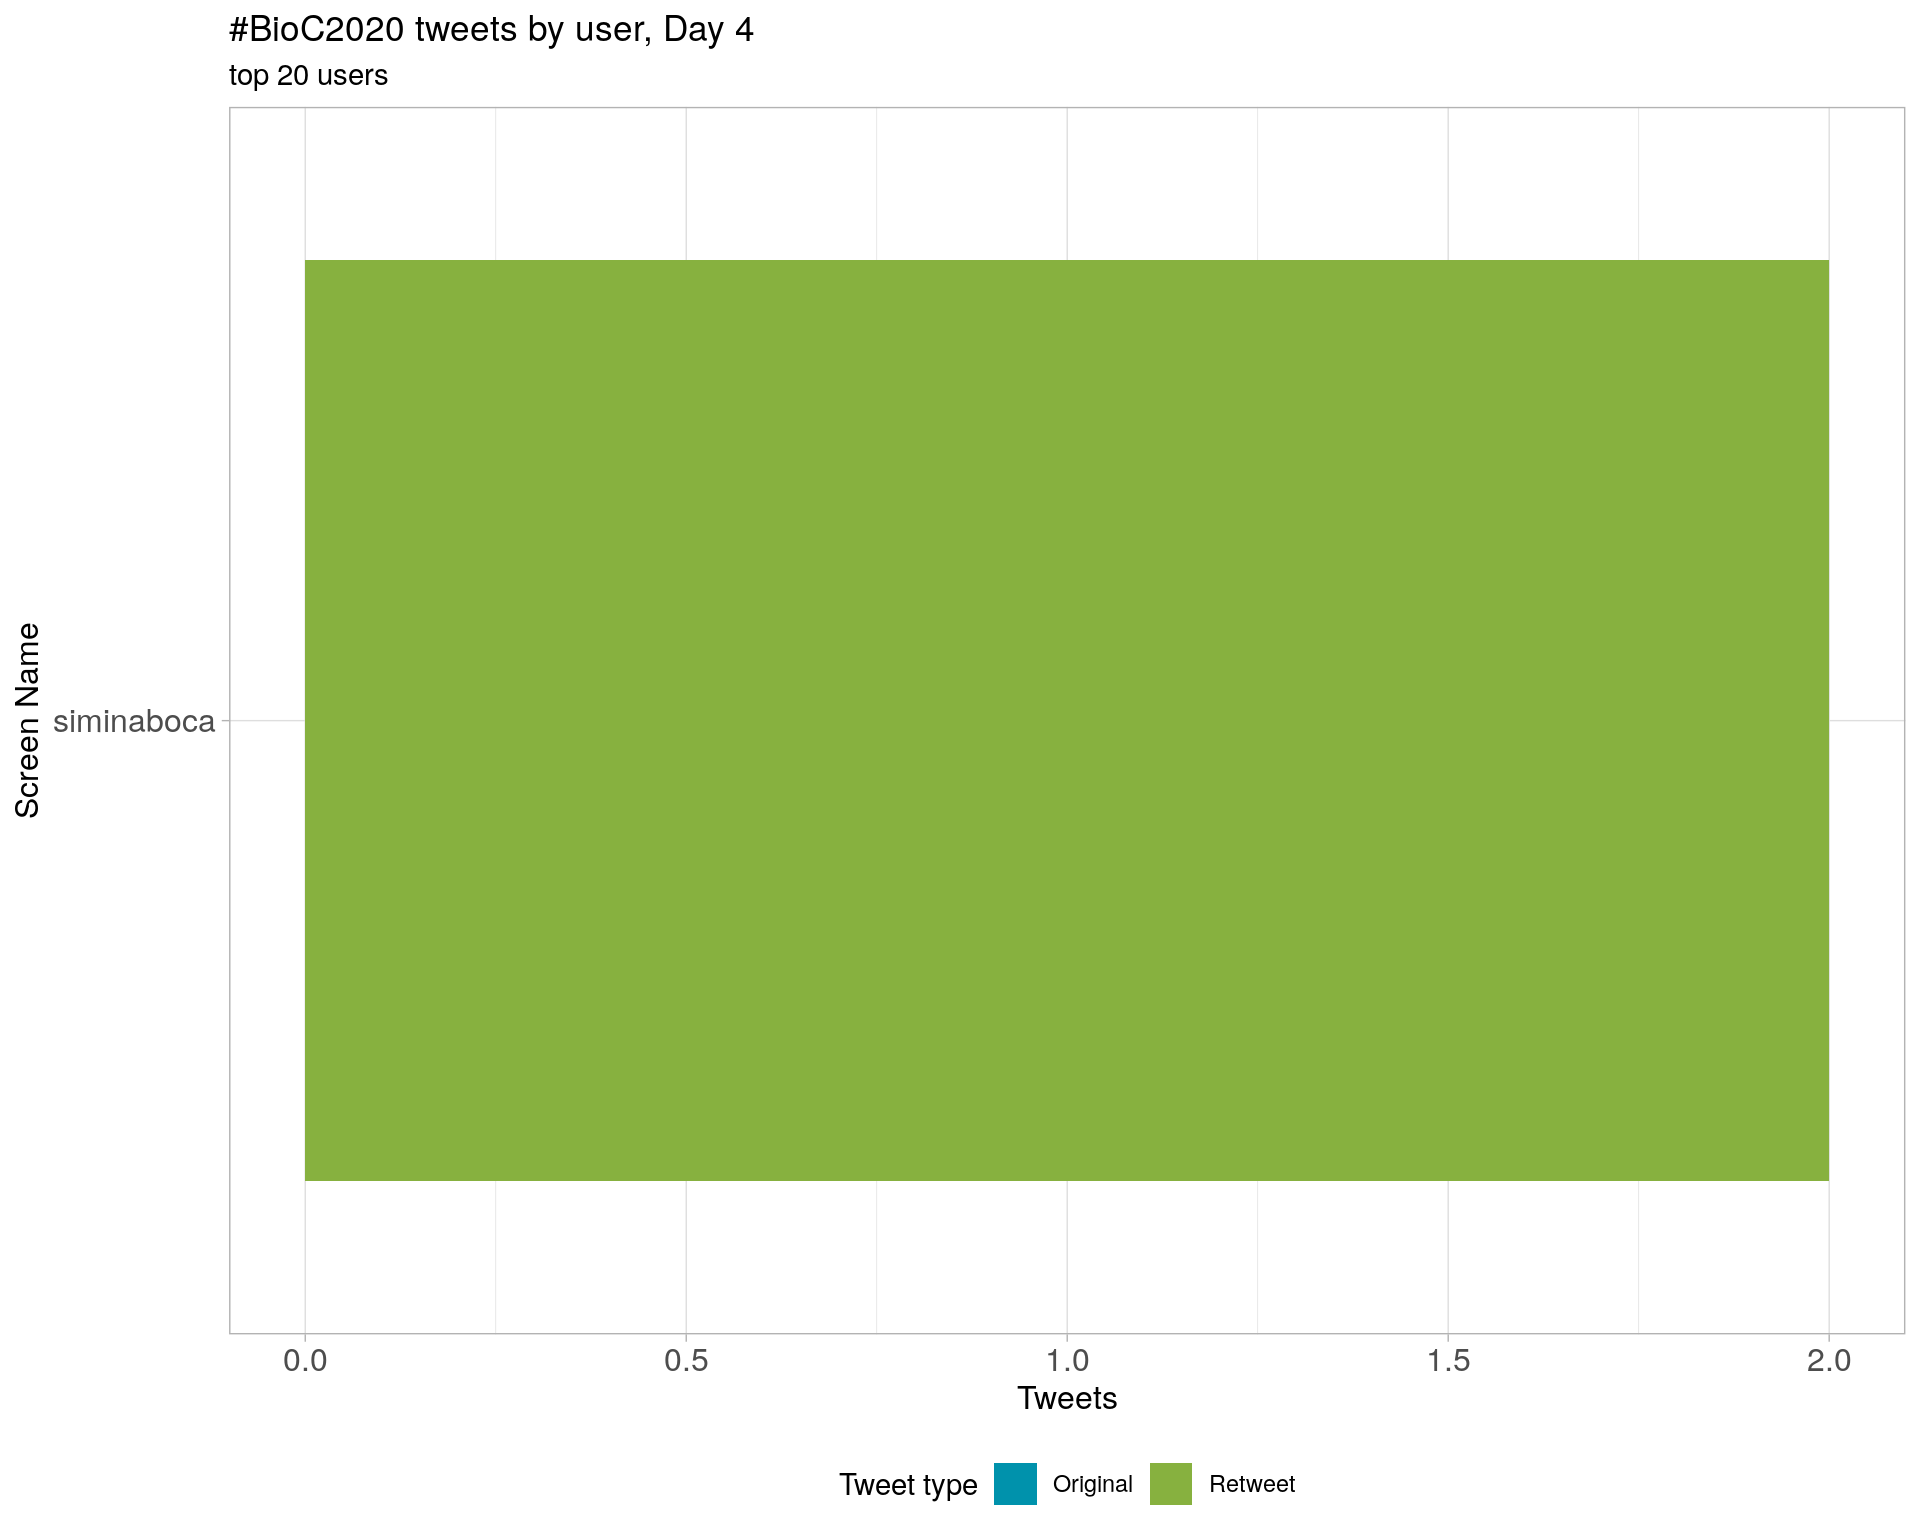 #BioC2020 tweets by user, Day 4
top 20 users
Screen Name
siminaboca
0.0 0.5 1.0 1.5 2.0
Tweets
Tweet type Original Retweet